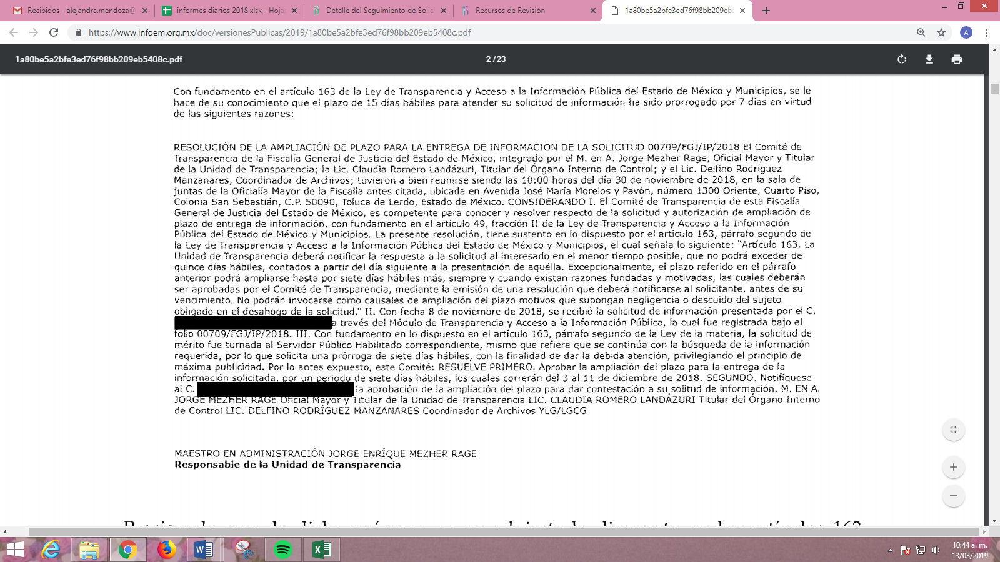 Recibidos - alejandra.mendoza@
informes diarios 2018.xlsx - Hoja
Detalle del Seguimiento de Solic
Recursos de Revisión
1a80be5a2bfe3ed76f98bb209eb5
https://www.infoem.org.mx/doc/versionesPublicas/2019/1a80be5a2bfe3ed76f98bb209eb5408c.pdf
A
1a80be5a2bfe3ed76f98bb209eb5408c.pdf
2 / 23
Con fundamento en el artículo 163 de la Ley de Transparencia y Acceso a la Información Pública del Estado de México y Municipios, se le
hace de su conocimiento que el plazo de 15 días hábiles para atender su solicitud de información ha sido prorrogado por 7 días en virtud
de las siguientes razones:
RESOLUCIÓN DE LA AMPLIACIÓN DE PLAZO PARA LA ENTREGA DE INFORMACIÓN DE LA SOLICITUD 00709/FGJ/IP/2018 El Comité de
Transparencia de la Fiscalía General de Justicia del Estado de México, integrado por el M. en A. Jorge Mezher Rage, Oficial Mayor y Titular
de la Unidad de Transparencia; la Lic. Claudia Romero Landázuri, Titular del Órgano Interno de Control; y el Lic. Delfino Rodríguez
Manzanares, Coordinador de Archivos; tuvieron a bien reunirse siendo las 10:00 horas del día 30 de noviembre de 2018, en la sala de
juntas de la Oficialía Mayor de la Fiscalía antes citada, ubicada en Avenida José María Morelos y Pavón, número 1300 Oriente, Cuarto Piso,
Colonia San Sebastián, C.P. 50090, Toluca de Lerdo, Estado de México. CONSIDERANDO I. El Comité de Transparencia de esta Fiscalía
General de Justicia del Estado de México, es competente para conocer y resolver respecto de la solicitud y autorización de ampliación de
plazo de entrega de información, con fundamento en el artículo 49, fracción II de la Ley de Transparencia y Acceso a la Información
Pública del Estado de México y Municipios. La presente resolución, tiene sustento en lo dispuesto por el artículo 163, párrafo segundo de
la Ley de Transparencia y Acceso a la Información Pública del Estado de México y Municipios, el cual señala lo siguiente: “Artículo 163. La
Unidad de Transparencia deberá notificar la respuesta a la solicitud al interesado en el menor tiempo posible, que no podrá exceder de
quince días hábiles, contados a partir del día siguiente a la presentación de aquélla. Excepcionalmente, el plazo referido en el párrafo
anterior podrá ampliarse hasta por siete días hábiles más, siempre y cuando existan razones fundadas y motivadas, las cuales deberán
ser aprobadas por el Comité de Transparencia, mediante la emisión de una resolución que deberá notificarse al solicitante, antes de su
vencimiento. No podrán invocarse como causales de ampliación del plazo motivos que supongan negligencia o descuido del sujeto
obligado en el desahogo de la solicitud.” II. Con fecha 8 de noviembre de 2018, se recibió la solicitud de información presentada por el C.
a través del Módulo de Transparencia y Acceso a la Información Pública, la cual fue registrada bajo el
folio 00709/FGJ/IP/2018. III. Con fundamento en lo dispuesto en el artículo 163, párrafo segundo de la Ley de la materia, la solicitud de
mérito fue turnada al Servidor Público Habilitado correspondiente, mismo que refiere que se continúa con la búsqueda de la información
requerida, por lo que solicita una prórroga de siete días hábiles, con la finalidad de dar la debida atención, privilegiando el principio de
máxima publicidad. Por lo antes expuesto, este Comité: RESUELVE PRIMERO. Aprobar la ampliación del plazo para la entrega de la
información solicitada, por un periodo de siete días hábiles, los cuales correrán del 3 al 11 de diciembre de 2018. SEGUNDO. Notifíquese
al C. la aprobación de la ampliación del plazo para dar contestación a su solitud de información. M. EN A.
JORGE MEZHER RAGE Oficial Mayor y Titular de la Unidad de Transparencia LIC. CLAUDIA ROMERO LANDÁZURI Titular del Órgano Interno
de Control LIC. DELFINO RODRÍGUEZ MANZANARES Coordinador de Archivos YLG/LGCG
MAESTRO EN ADMINISTRACIÓN JORGE ENRÍQUE MEZHER RAGE
Responsable de la Unidad de Transparencia
10:44 a. m.
13/03/2019